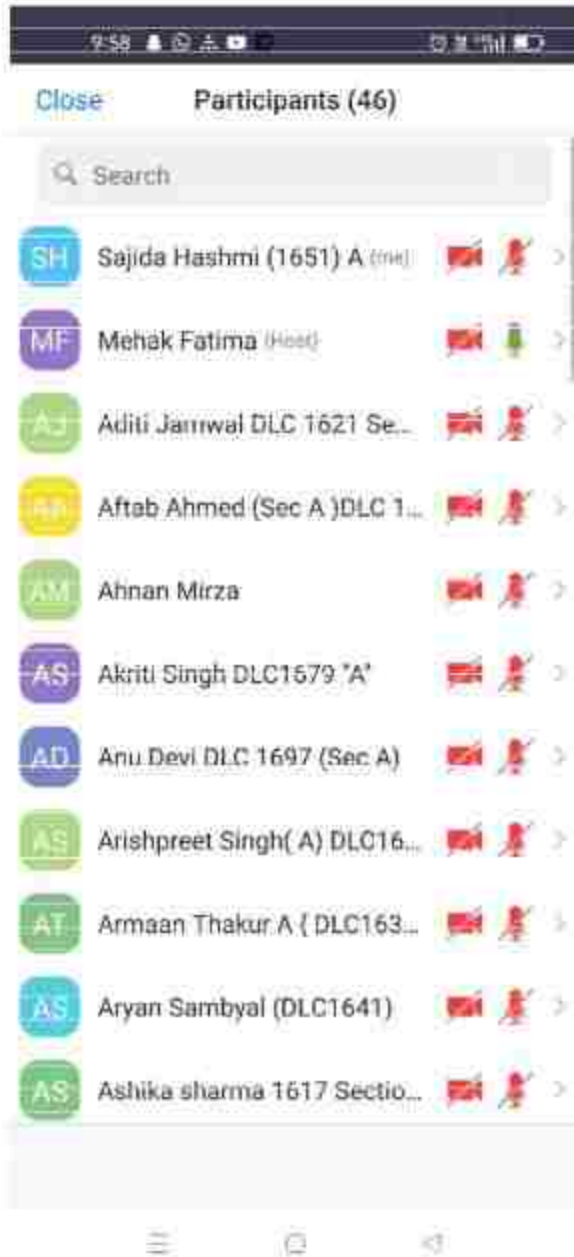 9:58
Close Participants (46)
Search
SH Sajida Hashmi (1651) A (me)
MF Mehak Fatima (Host)
AJ Aditi Jamwal DLC 1621 Se...
AA Aftab Ahmed (Sec A )DLC 1...
AM Ahnan Mirza
AS Akriti Singh DLC1679 "A"
AD Anu Devi DLC 1697 (Sec A)
AS Arishpreet Singh( A) DLC16...
AT Armaan Thakur A ( DLC163...
AS Aryan Sambyal (DLC1641)
AS Ashika sharma 1617 Sectio...